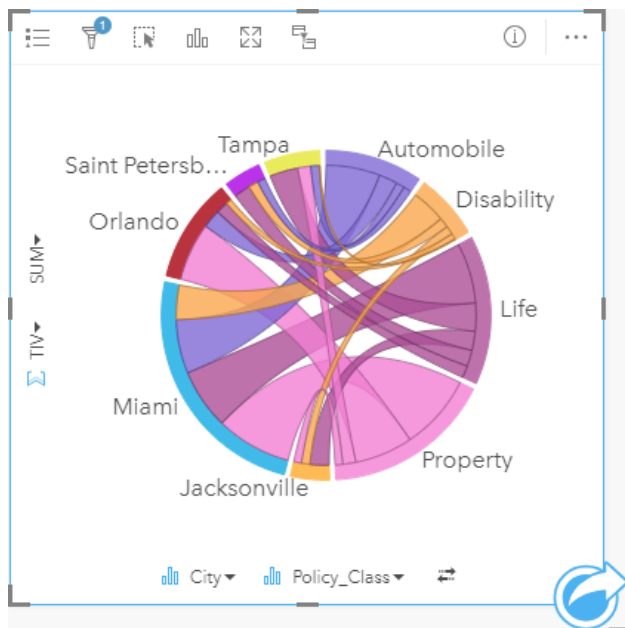 1
Tampa
Automobile
Saint Petersb...
Disability
Orlando
SUM
Life
TIV
Miami
Property
Jacksonville
City
Policy_Class